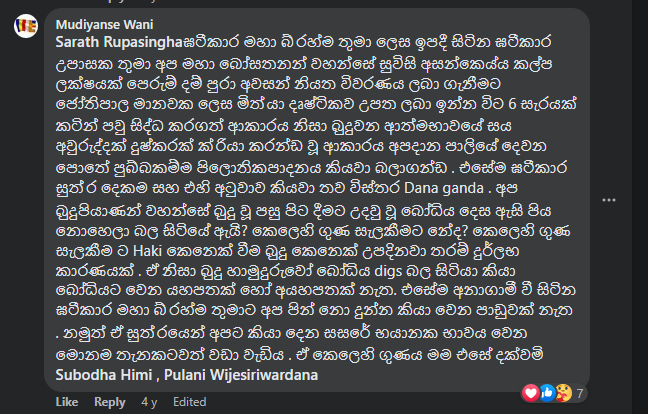 Mudiyanse Wani
Sarath Rupasinghaඝටීකාර මහා බ්‍රහ්ම තුමා ලෙස ඉපදී සිටින ඝටීකාර
උපාසක තුමා අප මහා බෝසතනන් වහන්සේ සුවිසි අසන්කෙය්ය කල්ප
ලක්ෂයක් පෙරුම් දම් පුරා අවසන් නියත විවරණය ලබා ගැනීමට
ජෝතිපාල මානවක ලෙස මිත්‍යා දෘෂ්ටිකව උපත ලබා ඉන්න විට 6 සැරයක්
කටින් පවු සිද්ධ කරගත් ආකාරය නිසා බුදුවන ආත්මභාවයේ සය
අවුරුද්දක් දුෂ්කරක් ක්‍රියා කරන්ඩ වූ ආකාරය අපදාන පාලියේ දෙවන
පොතේ පුබ්බකම්ම පිලොතිකපාදනය කියවා බලාගන්ඩ . එසේම ඝටීකාර
සුත්‍ර දෙකම සහ එහි අටුවාව කියවා තව විස්තර Dana ganda . අප
බුදුපියාණන් වහන්සේ බුදු වූ පසු පිට දීමට උදවු වූ බෝධිය දෙස ඇසි පිය
නොහෙලා බල සිටියේ ඇයි? කෙලෙහි ගුණ සැලකීමට නේද? කෙලෙහි ගුණ
සැලකීම ට Haki කෙනෙක් වීම බුදු කෙනෙක් උපදිනවා තරම් දුර්ලභ
කාරණයක් . ඒ නිසා බුදු හාමුදුරුවෝ බෝධිය digs බල සිටියා කියා
බෝධියට වෙන යහපතක් හෝ අයහපතක් නැත. එසේම අනාගාමී වී සිටින
ඝටීකාර මහා බ්‍රහ්ම තුමාට අප පින් නො දුන්න කියා වෙන පාඩුවක් නැත
. නමුත් ඒ සුත්‍රයෙන් අපට කියා දෙන සසරේ භයානක භාවය වෙන
මොනම තැනකටවත් වඩා වැඩිය . ඒ කෙලෙහි ගුණය මම එසේ දක්වමි
Subodha Himi , Pulani Wijesiriwardana
Like Reply 4 y Edited
7